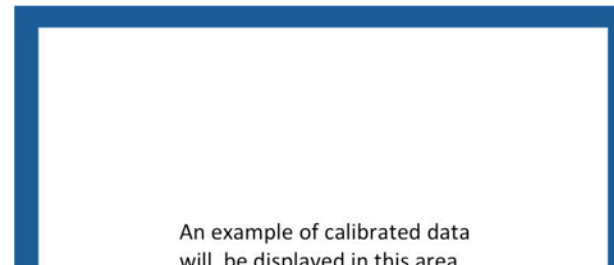 An example of calibrated data
will be displayed in this area